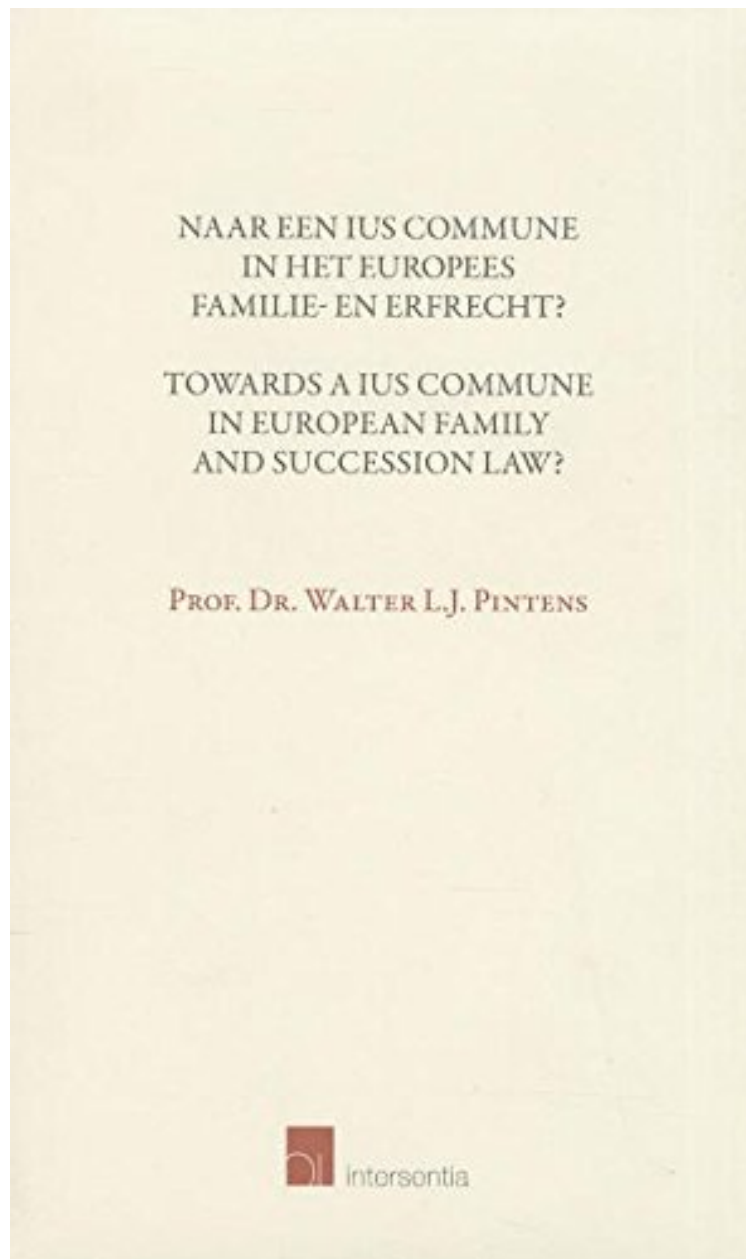 NAAR EEN IUS COMMUNE
IN HET EUROPEES
FAMILIE- EN ERFRECHT?
TOWARDS A IUS COMMUNE
IN EUROPEAN FAMILY
AND SUCCESSION LAW?
PROF. DR. WALTER L.J. PINTENS
intersentia